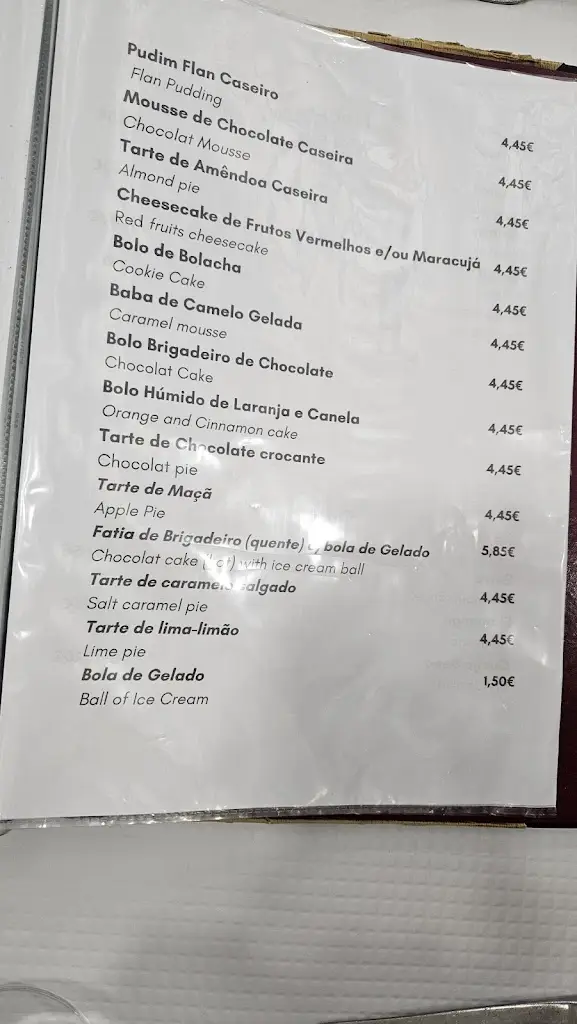 Pudim Flan Caseiro 4,45€
Flan Pudding
Mousse de Chocolate Caseira 4,45€
Chocolat Mousse
Tarte de Amêndoa Caseira 4,45€
Almond pie
Cheesecake de Frutos Vermelhos e/ou Maracujá 4,45€
Red fruits cheesecake
Bolo de Bolacha 4,45€
Cookie Cake
Baba de Camelo Gelada 4,45€
Caramel mousse
Bolo Brigadeiro de Chocolate 4,45€
Chocolat Cake
Bolo Húmido de Laranja e Canela 4,45€
Orange and Cinnamon cake
Tarte de Chocolate crocante 4,45€
Chocolat pie
Tarte de Maçã 4,45€
Apple Pie
Fatia de Brigadeiro (quente) bola de Gelado 5,85€
Chocolat cake with ice cream ball
Tarte de caramelo salgado 4,45€
Salt caramel pie
Tarte de lima-limão 4,45€
Lime pie
Bola de Gelado 1,50€
Ball of Ice Cream